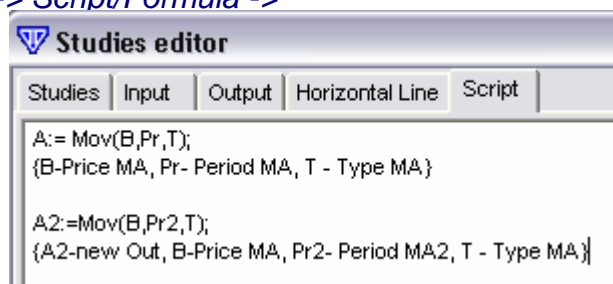 -> Script/Formula ->
Studies editor
Studies Input Output Horizontal Line Script
A:= Mov(B,Pr,T);
{B-Price MA, Pr- Period MA, T - Type MA}
A2:=Mov(B,Pr2,T);
{A2-new Out, B-Price MA, Pr2- Period MA2, T - Type MA}